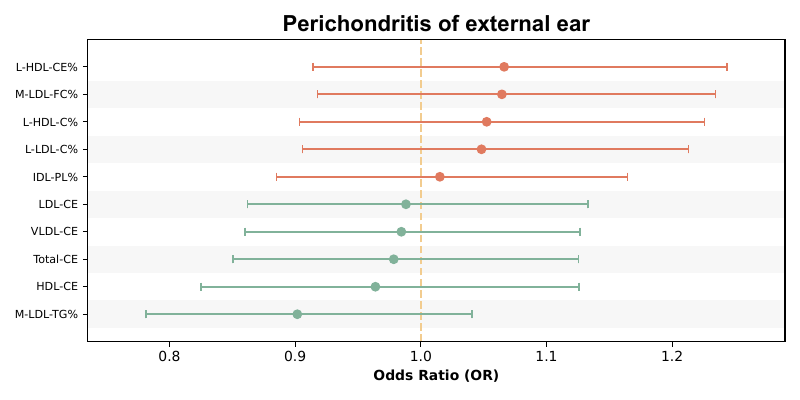 Perichondritis of external ear
L-HDL-CE%
M-LDL-FC%
L-HDL-C%
L-LDL-C%
IDL-PL%
LDL-CE
VLDL-CE
Total-CE
HDL-CE
M-LDL-TG%
0.8 0.9 1.0 1.1 1.2
Odds Ratio (OR)